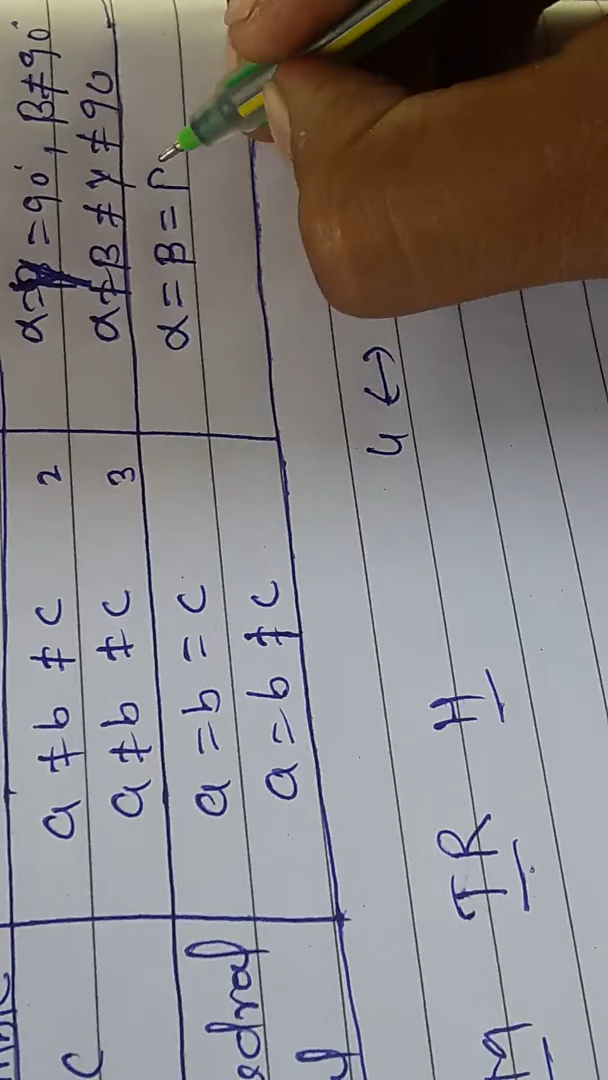 a ≠ b ≠ c 2 α = γ = 90°, β ≠ 90°
C a ≠ b ≠ c 3 α ≠ β ≠ γ ≠ 90
edral a = b = c α = β = Γ
y a = b ≠ c
4 ↔
M TR H